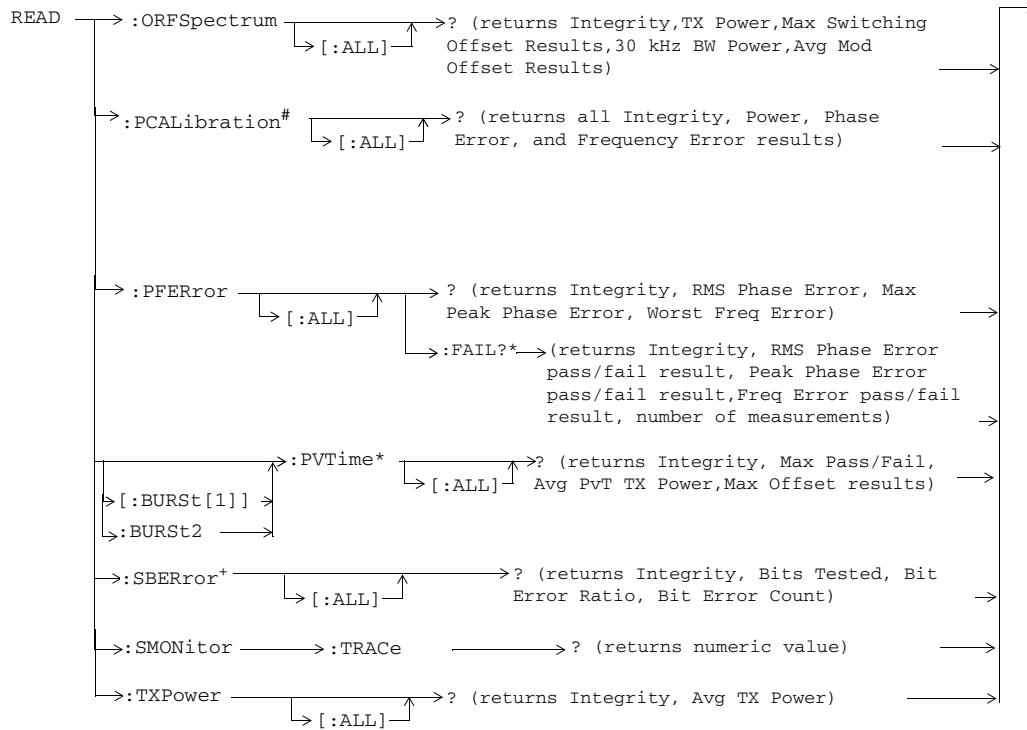 READ :ORFSpectrum ? (returns Integrity,TX Power,Max Switching
[:ALL] Offset Results,30 kHz BW Power,Avg Mod
Offset Results)
:PCALibration# ? (returns all Integrity, Power, Phase
[:ALL] Error, and Frequency Error results)
:PFERror ? (returns Integrity, RMS Phase Error, Max
[:ALL] Peak Phase Error, Worst Freq Error)
:FAIL?* (returns Integrity, RMS Phase Error
pass/fail result, Peak Phase Error
pass/fail result,Freq Error pass/fail
result, number of measurements)
:PVTime* ? (returns Integrity, Max Pass/Fail,
[:BURSt[1]] [:ALL] Avg PvT TX Power,Max Offset results)
:BURSt2
:SBERror+ ? (returns Integrity, Bits Tested, Bit
[:ALL] Error Ratio, Bit Error Count)
:SMONitor :TRACe ? (returns numeric value)
:TXPower ? (returns Integrity, Avg TX Power)
[:ALL]